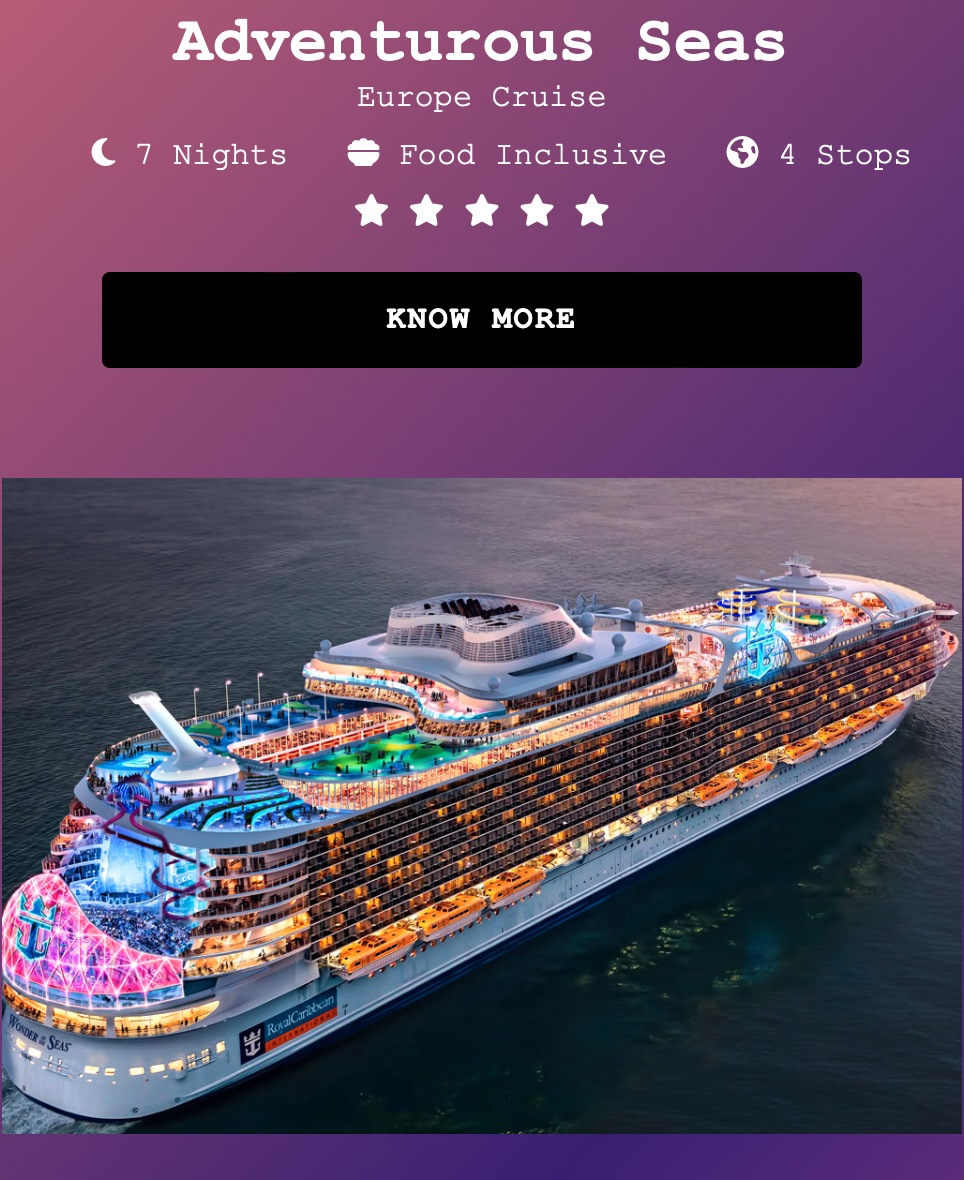 Adventurous Seas
Europe Cruise
7 Nights Food Inclusive 4 Stops
KNOW MORE
WONDER OF THE SEAS
RoyalCaribbean
INTERNATIONAL